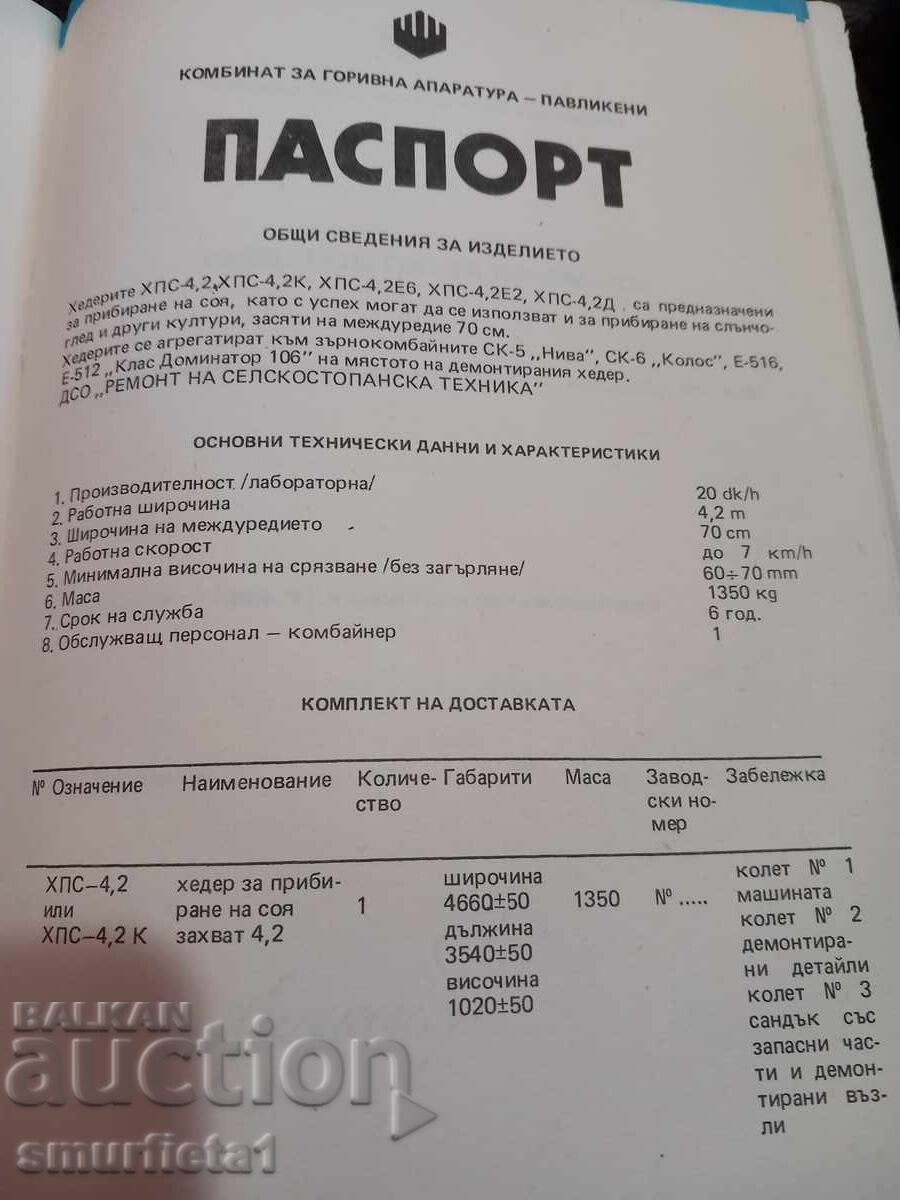 КОМБИНАТ ЗА ГОРИВНА АПАРАТУРА – ПАВЛИКЕНИ
ПАСПОРТ
ОБЩИ СВЕДЕНИЯ ЗА ИЗДЕЛИЕТО
Хедерите ХПС-4,2, ХПС-4,2К, ХПС-4,2Е6, ХПС-4,2Е2, ХПС-4,2Д, са предназначени
за прибиране на соя, като с успех могат да се използват и за прибиране на слънчо-
глед и други култури, засяти на междуредие 70 см.
Хедерите се агрегатират към зърнокомбайните СК-5 „Нива", СК-6 „Колос", Е-516,
Е-512 „Клас Доминатор 106" на мястото на демонтирания хедер.
ДСО „РЕМОНТ НА СЕЛСКОСТОПАНСКА ТЕХНИКА"
ОСНОВНИ ТЕХНИЧЕСКИ ДАННИ И ХАРАКТЕРИСТИКИ
1. Производителност /лабораторна/ 20 dk/h
2. Работна широчина 4,2 m
3. Широчина на междуредието 70 cm
4. Работна скорост до 7 km/h
5. Минимална височина на срязване /без загърляне/ 60÷70 mm
6. Маса 1350 kg
7. Срок на служба 6 год.
8. Обслужващ персонал – комбайнер 1
КОМПЛЕКТ НА ДОСТАВКАТА
№ Означение Наименование Количе- Габарити Маса Завод- Забележка
ство ски но-
мер
ХПС–4,2 хедер за приби- широчина колет № 1
или ране на соя 1 4660±50 1350 № ..... машината
ХПС–4,2 К захват 4,2 дължина колет № 2
3540±50 демонтира-
височина ни детайли
1020±50 колет № 3
сандък със
запасни час-
ти и демон-
тирани въз-
ли
BALKAN
auction
smurfieta1